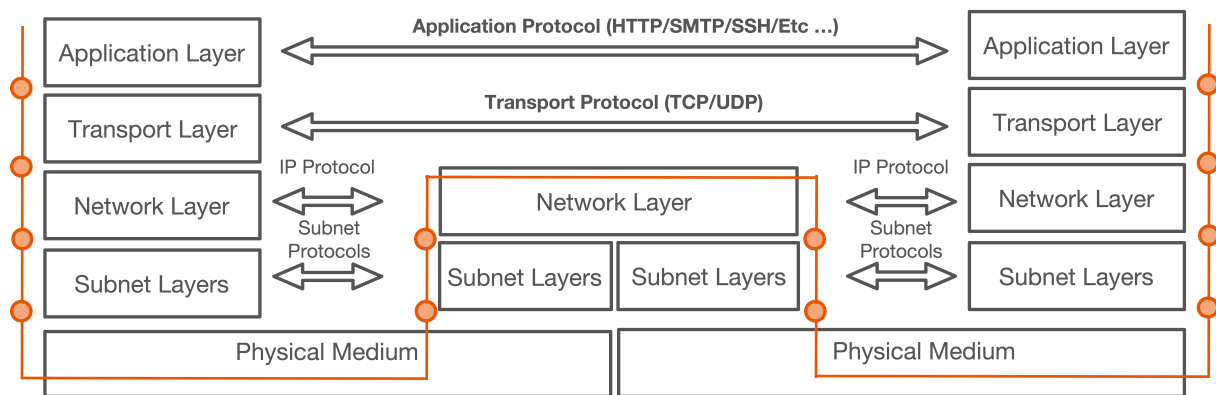 Application Protocol (HTTP/SMTP/SSH/Etc ...)
Application Layer
Application Layer
Transport Protocol (TCP/UDP)
Transport Layer
Transport Layer
IP Protocol
IP Protocol
Network Layer
Network Layer
Network Layer
Subnet
Protocols
Subnet
Protocols
Subnet Layers
Subnet Layers
Subnet Layers
Subnet Layers
Physical Medium
Physical Medium